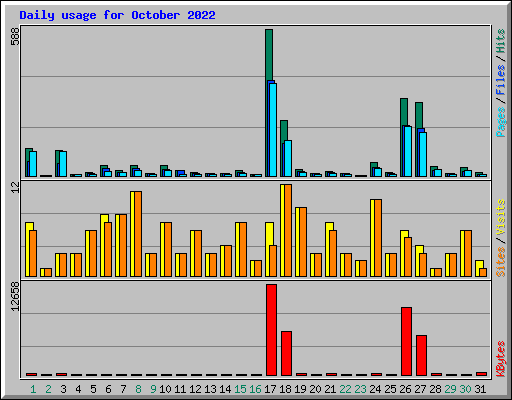 Daily usage for October 2022
588
Pages / Files / Hits
12
Sites / Visits
12658
KBytes
1 2 3 4 5 6 7 8 9 10 11 12 13 14 15 16 17 18 19 20 21 22 23 24 25 26 27 28 29 30 31